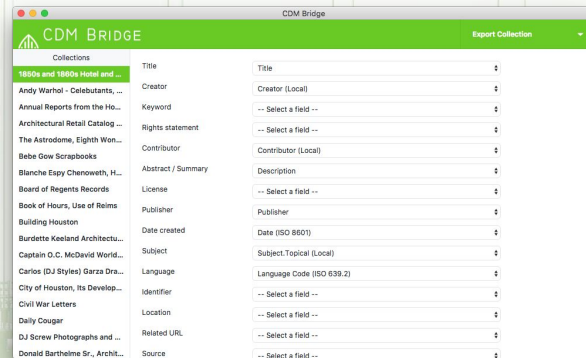 CDM Bridge
CDM BRIDGE
Export Collection
Collections
1850s and 1860s Hotel and ...
Andy Warhol - Celebutants, ...
Annual Reports from the Ho...
Architectural Retail Catalog ...
The Astrodome, Eighth Won...
Bebe Gow Scrapbooks
Blanche Espy Chenoweth, H...
Board of Regents Records
Book of Hours, Use of Reims
Building Houston
Burdette Keeland Architectu...
Captain O.C. McDavid World...
Carlos (DJ Styles) Garza Dra...
City of Houston, Its Develop...
Civil War Letters
Daily Cougar
DJ Screw Photographs and ...
Donald Barthelme Sr., Archit...
Title Title
Creator Creator (Local)
Keyword -- Select a field --
Rights statement -- Select a field --
Contributor Contributor (Local)
Abstract / Summary Description
License -- Select a field --
Publisher Publisher
Date created Date (ISO 8601)
Subject Subject.Topical (Local)
Language Language Code (ISO 639.2)
Identifier -- Select a field --
Location -- Select a field --
Related URL -- Select a field --
Source -- Select a field --